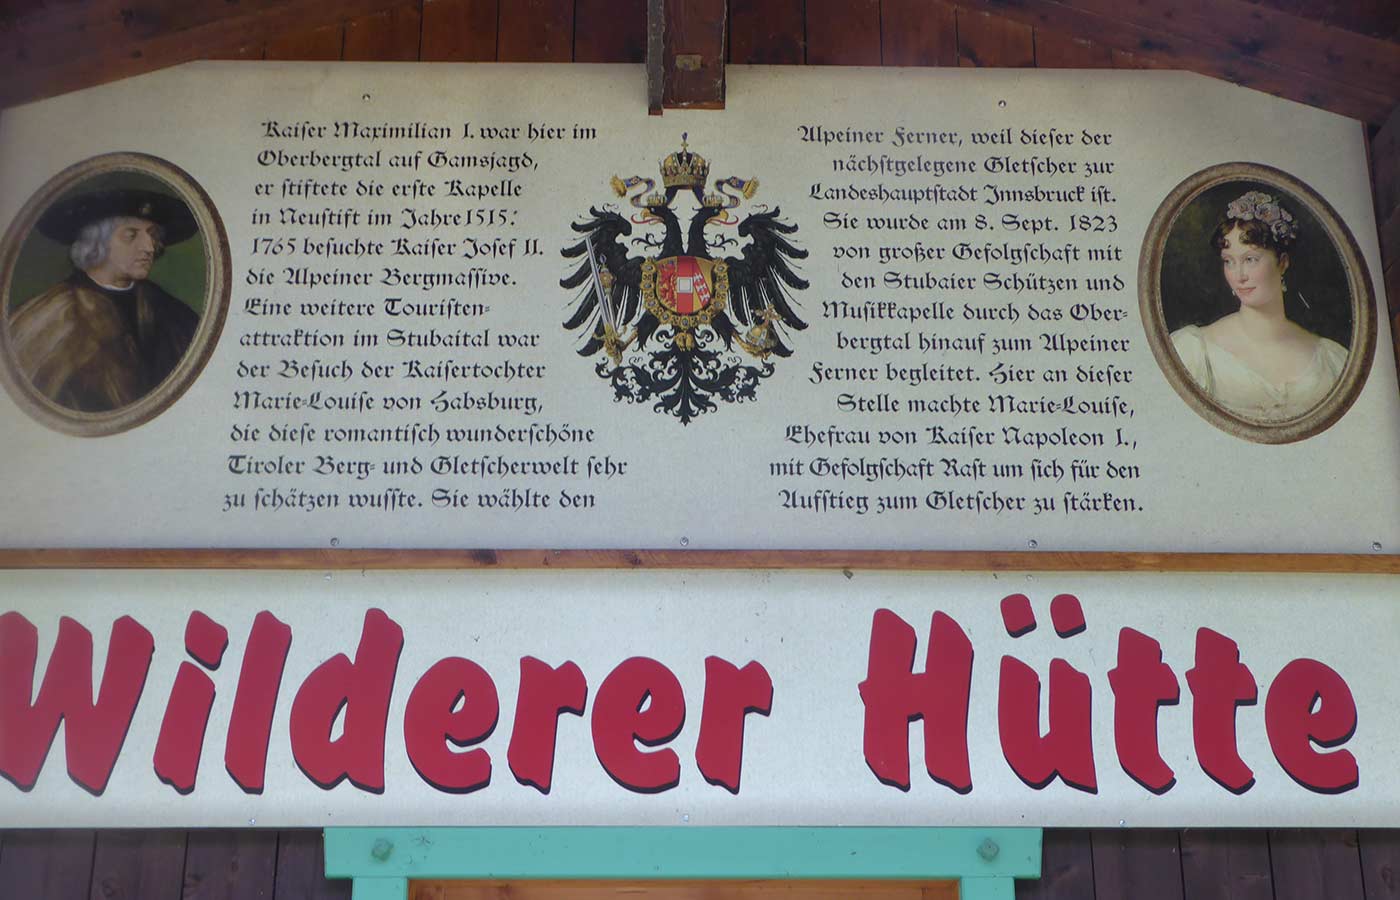 Kaiser Maximilian I. war hier im
Oberbergtal auf Gamsjagd,
er stiftete die erste Kapelle
in Neustift im Jahre 1515.
1765 besuchte Kaiser Josef II.
die Alpeiner Bergmassive.
Eine weitere Touristen-
attraktion im Stubaital war
der Besuch der Kaisertochter
Marie-Louise von Habsburg,
die diese romantisch wunderschöne
Tiroler Berg- und Gletscherwelt sehr
zu schätzen wusste. Sie wählte den
Alpeiner Ferner, weil dieser der
nächstgelegene Gletscher zur
Landeshauptstadt Innsbruck ist.
Sie wurde am 8. Sept. 1823
von großer Gefolgschaft mit
den Stubaier Schützen und
Musikkapelle durch das Ober-
bergtal hinauf zum Alpeiner
Ferner begleitet. Hier an dieser
Stelle machte Marie-Louise,
Ehefrau von Kaiser Napoleon I.,
mit Gefolgschaft Rast um sich für den
Aufstieg zum Gletscher zu stärken.
Wilderer Hütte